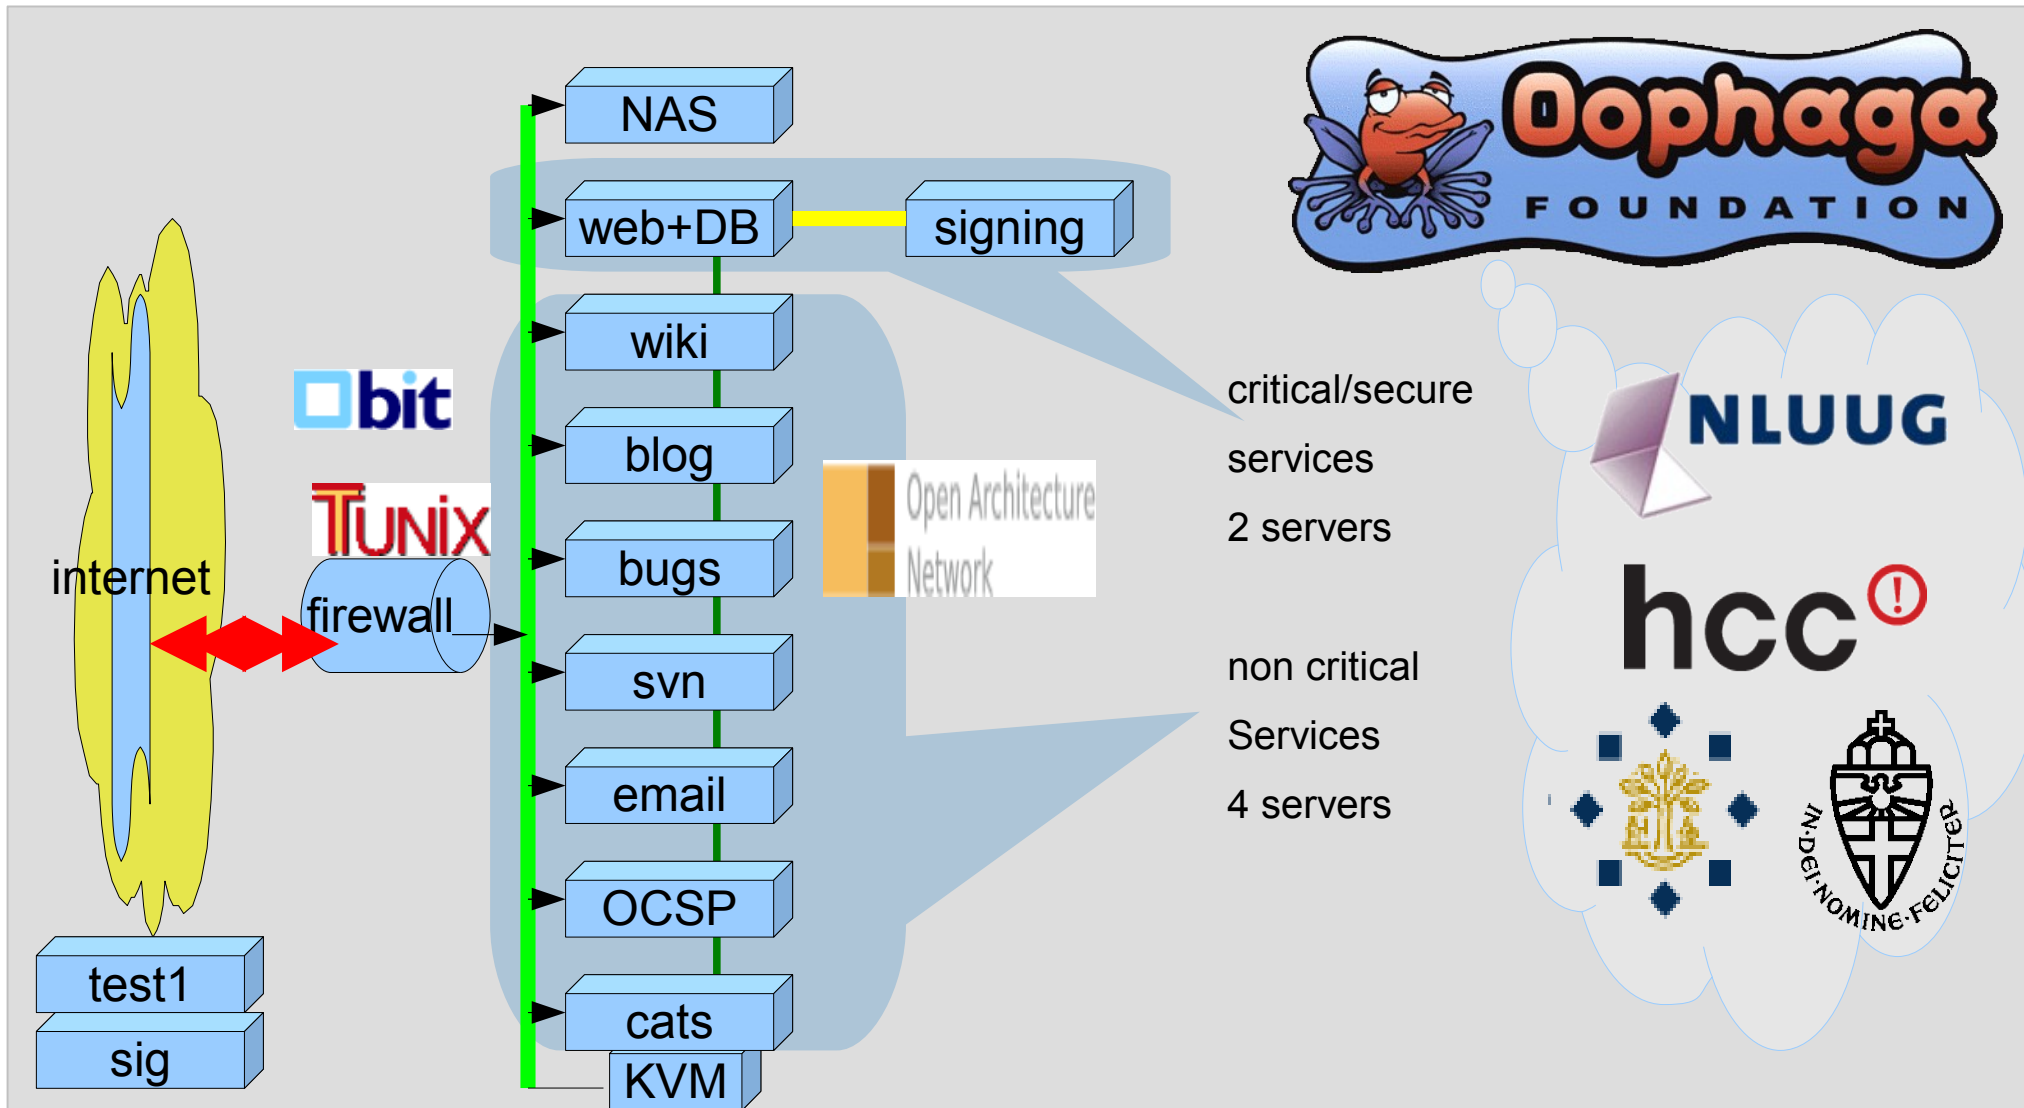 NAS
web+DB
signing
wiki
blog
bugs
svn
email
OCSP
cats
KVM
internet
firewall
test1
sig
bit
TUNIX
Open Architecture
Network
critical/secure
services
2 servers
non critical
Services
4 servers
Oophaga
FOUNDATION
NLUUG
hcc!
IN·DEI·NOMINE·FELICITER